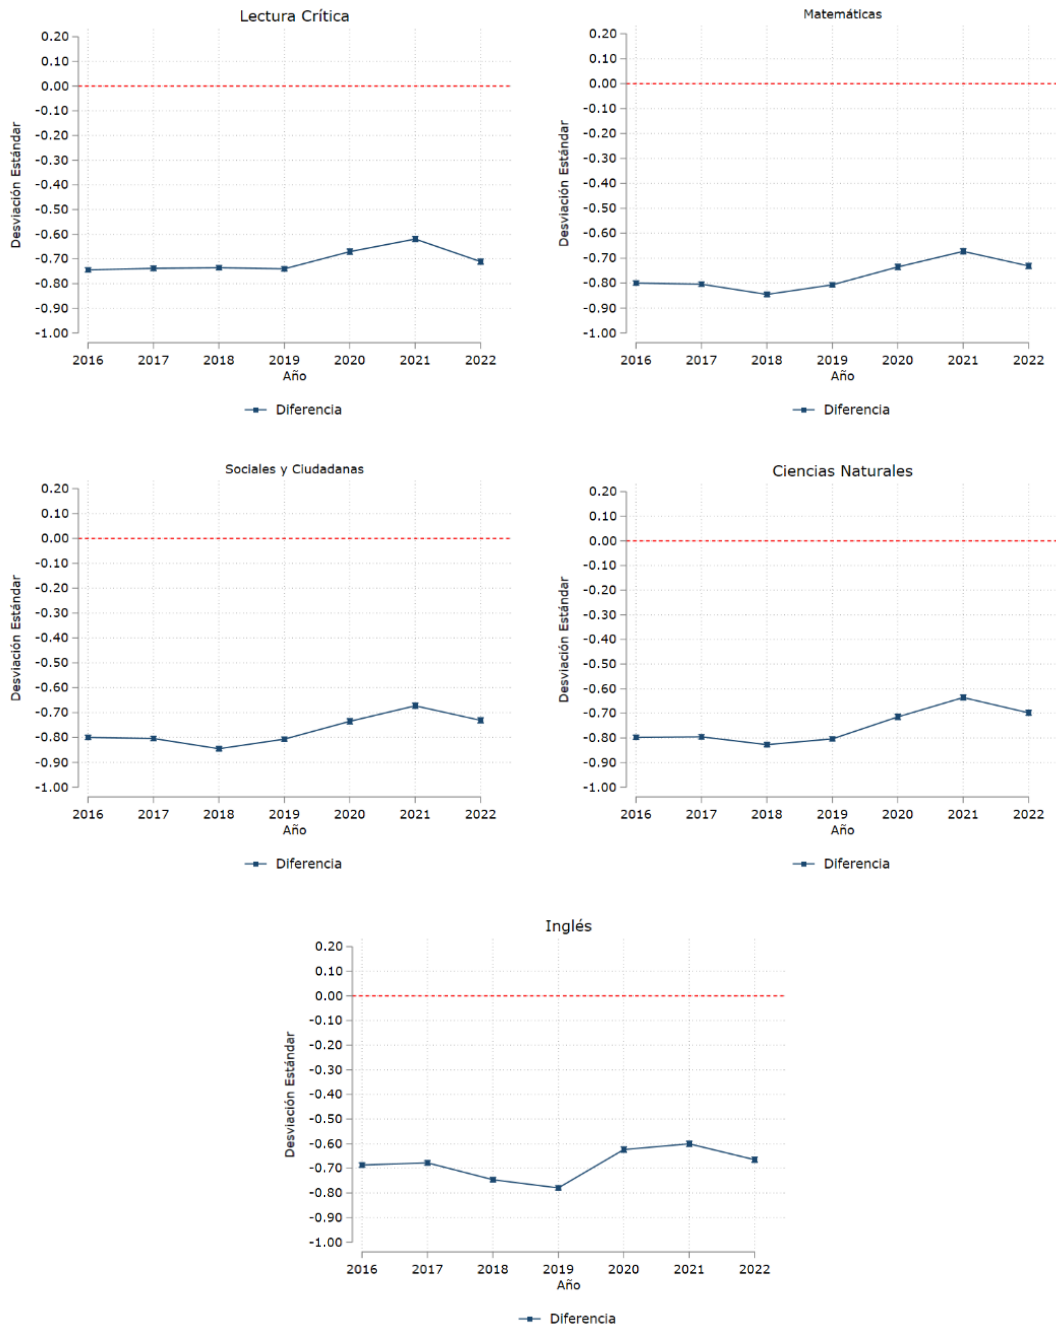 Lectura Crítica
0.20
0.10
0.00
-0.10
-0.20
-0.30
-0.40
-0.50
-0.60
-0.70
-0.80
-0.90
-1.00
Desviación Estándar
2016 2017 2018 2019 2020 2021 2022
Año
Diferencia
Matemáticas
0.20
0.10
0.00
-0.10
-0.20
-0.30
-0.40
-0.50
-0.60
-0.70
-0.80
-0.90
-1.00
Desviación Estándar
2016 2017 2018 2019 2020 2021 2022
Año
Diferencia
Sociales y Ciudadanas
0.20
0.10
0.00
-0.10
-0.20
-0.30
-0.40
-0.50
-0.60
-0.70
-0.80
-0.90
-1.00
Desviación Estándar
2016 2017 2018 2019 2020 2021 2022
Año
Diferencia
Ciencias Naturales
0.20
0.10
0.00
-0.10
-0.20
-0.30
-0.40
-0.50
-0.60
-0.70
-0.80
-0.90
-1.00
Desviación Estándar
2016 2017 2018 2019 2020 2021 2022
Año
Diferencia
Inglés
0.20
0.10
0.00
-0.10
-0.20
-0.30
-0.40
-0.50
-0.60
-0.70
-0.80
-0.90
-1.00
Desviación Estándar
2016 2017 2018 2019 2020 2021 2022
Año
Diferencia